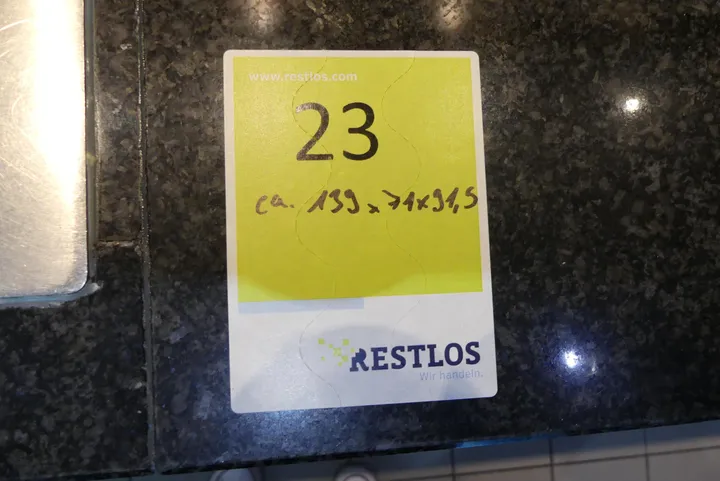 www.restlos.com
23
ca. 139 x 71 x 91,5
RESTLOS
Wir handeln.